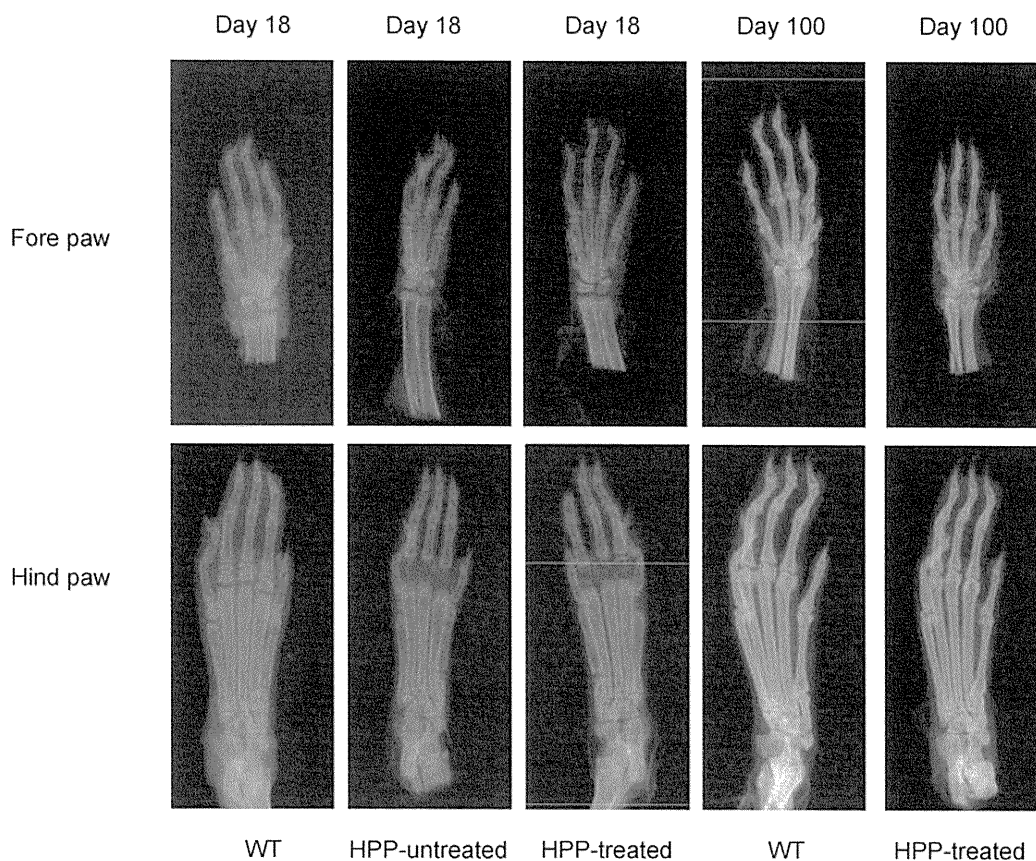 Day 18 Day 18 Day 18 Day 100 Day 100
Fore paw
Hind paw
WT HPP-untreated HPP-treated WT HPP-treated